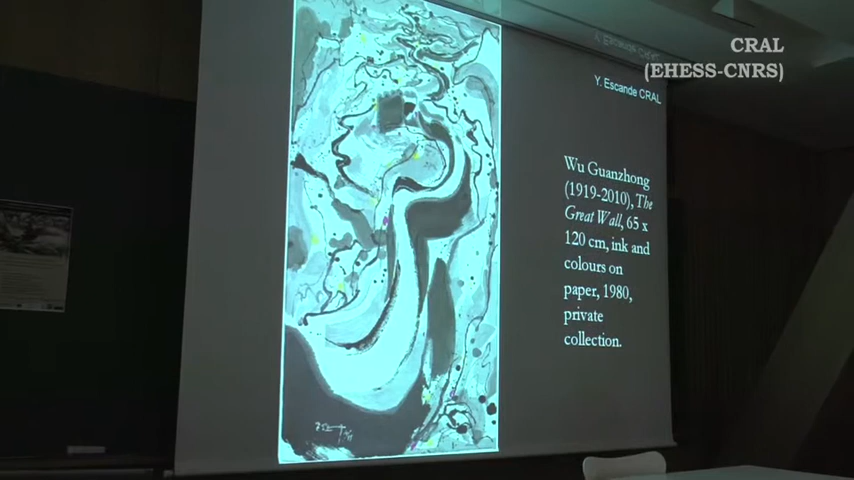 CRAL
(EHESS-CNRS)
Y. Escande CRAL
Wu Guanzhong
(1919-2010), The
Great Wall, 65 x
120 cm, ink and
colours on
paper, 1980,
private
collection.